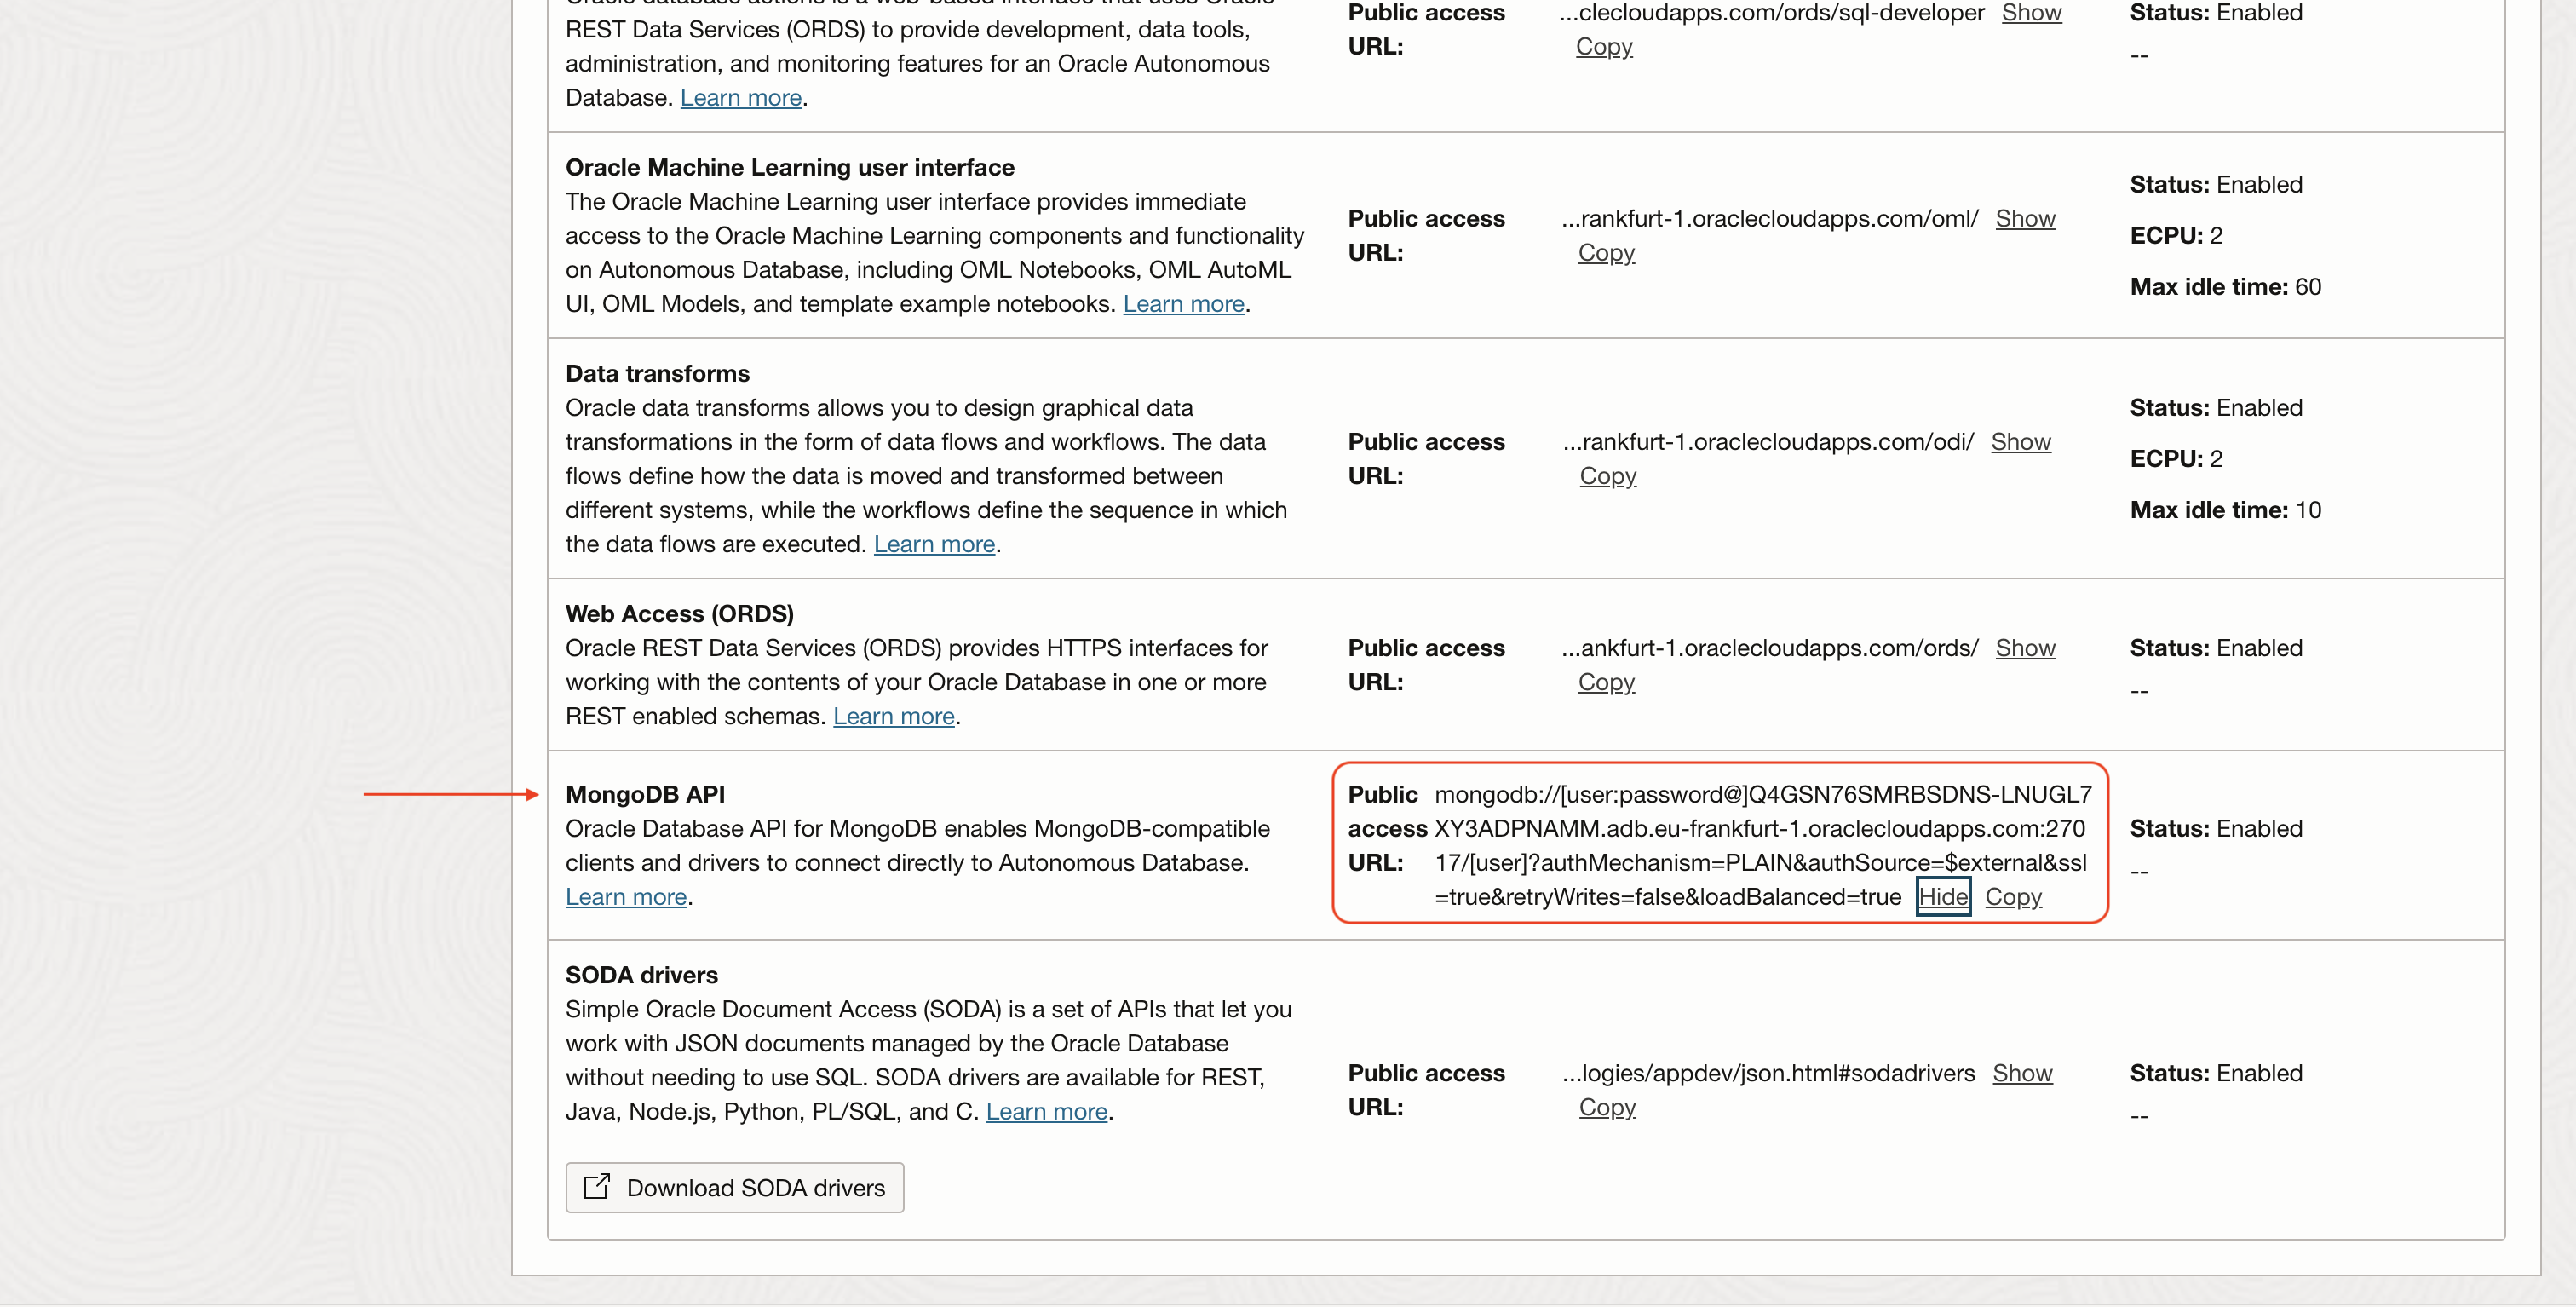 Oracle database actions is a web-based interface that uses Oracle
REST Data Services (ORDS) to provide development, data tools,
administration, and monitoring features for an Oracle Autonomous
Database. Learn more.
Public access
URL:
...clecloudapps.com/ords/sql-developer Show
Copy
Status: Enabled
--
Oracle Machine Learning user interface
The Oracle Machine Learning user interface provides immediate
access to the Oracle Machine Learning components and functionality
on Autonomous Database, including OML Notebooks, OML AutoML
UI, OML Models, and template example notebooks. Learn more.
Public access
URL:
...rankfurt-1.oraclecloudapps.com/oml/ Show
Copy
Status: Enabled
ECPU: 2
Max idle time: 60
Data transforms
Oracle data transforms allows you to design graphical data
transformations in the form of data flows and workflows. The data
flows define how the data is moved and transformed between
different systems, while the workflows define the sequence in which
the data flows are executed. Learn more.
Public access
URL:
...rankfurt-1.oraclecloudapps.com/odi/ Show
Copy
Status: Enabled
ECPU: 2
Max idle time: 10
Web Access (ORDS)
Oracle REST Data Services (ORDS) provides HTTPS interfaces for
working with the contents of your Oracle Database in one or more
REST enabled schemas. Learn more.
Public access
URL:
...ankfurt-1.oraclecloudapps.com/ords/ Show
Copy
Status: Enabled
--
MongoDB API
Oracle Database API for MongoDB enables MongoDB-compatible
clients and drivers to connect directly to Autonomous Database.
Learn more.
Public
access
URL:
mongodb://[user:password@]Q4GSN76SMRBSDNS-LNUGL7
XY3ADPNAMM.adb.eu-frankfurt-1.oraclecloudapps.com:270
17/[user]?authMechanism=PLAIN&authSource=$external&ssl
=true&retryWrites=false&loadBalanced=true Hide Copy
Status: Enabled
--
SODA drivers
Simple Oracle Document Access (SODA) is a set of APIs that let you
work with JSON documents managed by the Oracle Database
without needing to use SQL. SODA drivers are available for REST,
Java, Node.js, Python, PL/SQL, and C. Learn more.
Public access
URL:
...logies/appdev/json.html#sodadrivers Show
Copy
Status: Enabled
--
Download SODA drivers